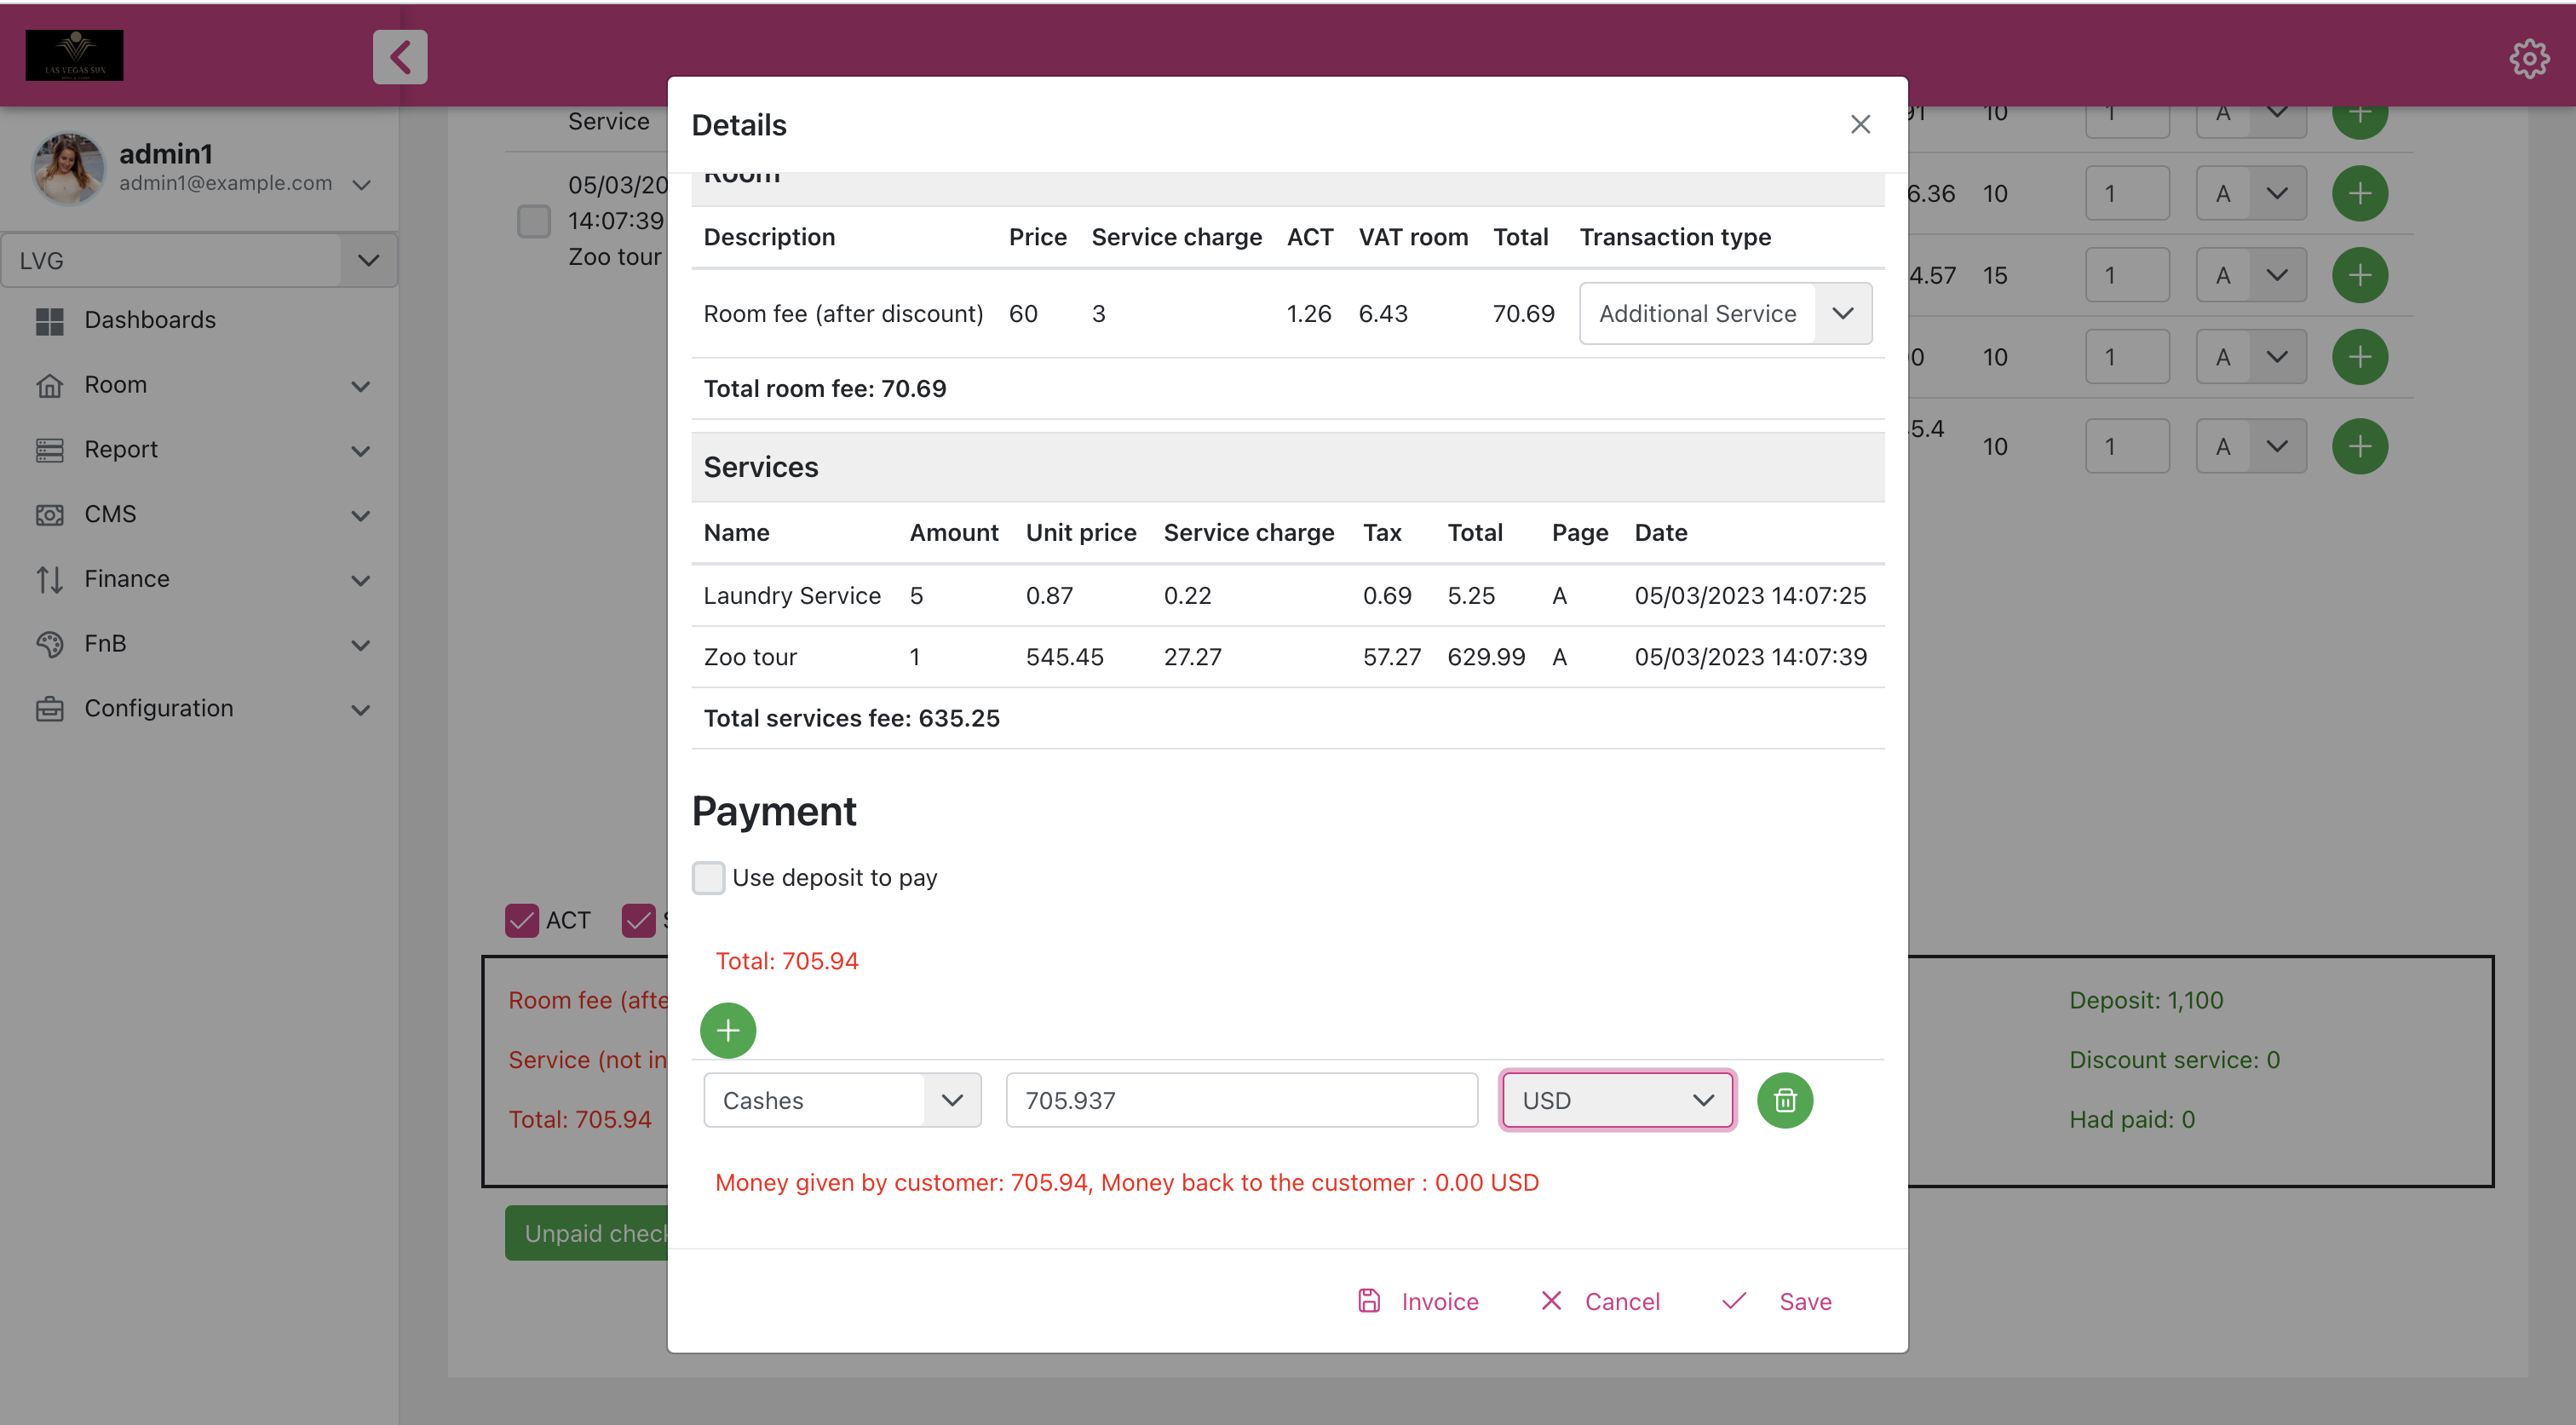 LAS VEGAS SUN
admin1
admin1@example.com
LVG
Dashboards
Room
Report
CMS
Finance
FnB
Configuration
Service
05/03/20
14:07:39
Zoo tour
ACT
Room fee (afte
Service (not in
Total: 705.94
Unpaid check
Details
Room
Description Price Service charge ACT VAT room Total Transaction type
Room fee (after discount) 60 3 1.26 6.43 70.69 Additional Service
Total room fee: 70.69
Services
Name Amount Unit price Service charge Tax Total Page Date
Laundry Service 5 0.87 0.22 0.69 5.25 A 05/03/2023 14:07:25
Zoo tour 1 545.45 27.27 57.27 629.99 A 05/03/2023 14:07:39
Total services fee: 635.25
Payment
Use deposit to pay
Total: 705.94
Cashes 705.937 USD
Money given by customer: 705.94, Money back to the customer : 0.00 USD
Invoice Cancel Save
91 10 1 A
6.36 10 1 A
4.57 15 1 A
0 10 1 A
5.4 10 1 A
Deposit: 1,100
Discount service: 0
Had paid: 0